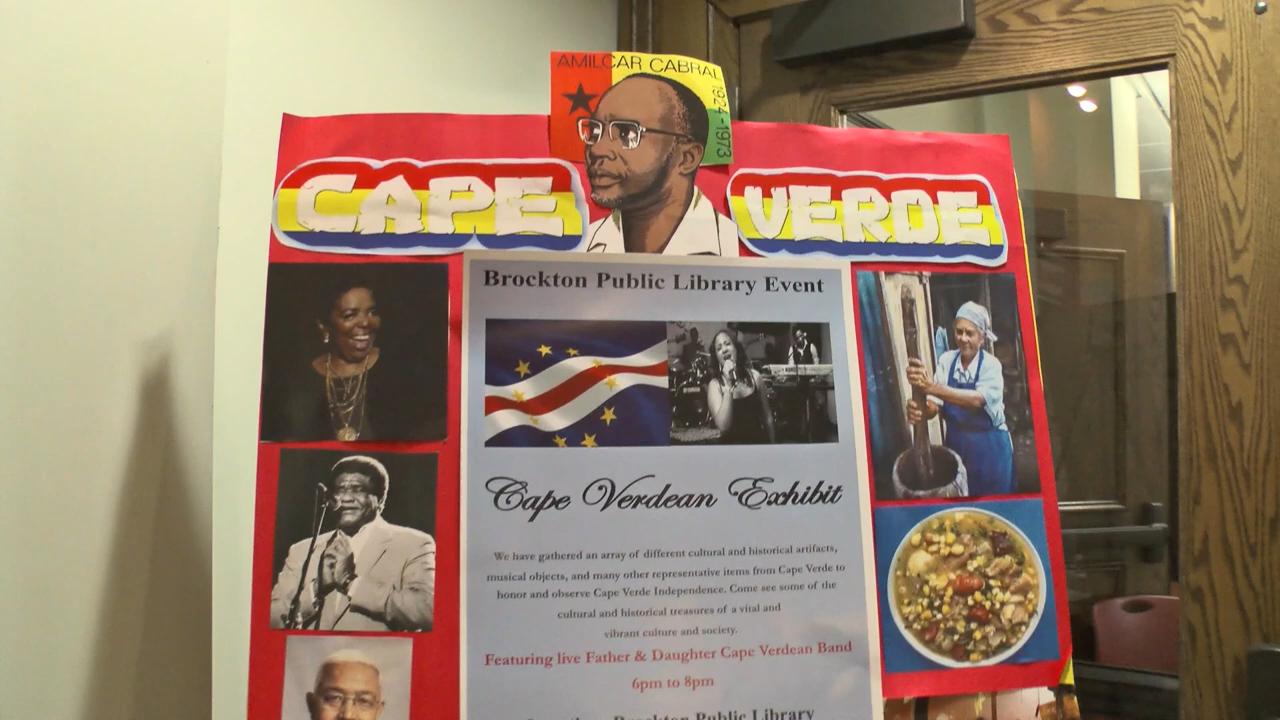 AMILCAR CABRAL
1924-1973
CAPE VERDE
Brockton Public Library Event
Cape Verdean Exhibit
We have gathered an array of different cultural and historical artifacts,
musical objects, and many other representative items from Cape Verde to
honor and observe Cape Verde Independence. Come see some of the
cultural and historical treasures of a vital and
vibrant culture and society.
Featuring live Father & Daughter Cape Verdean Band
6pm to 8pm
Brockton Public Library